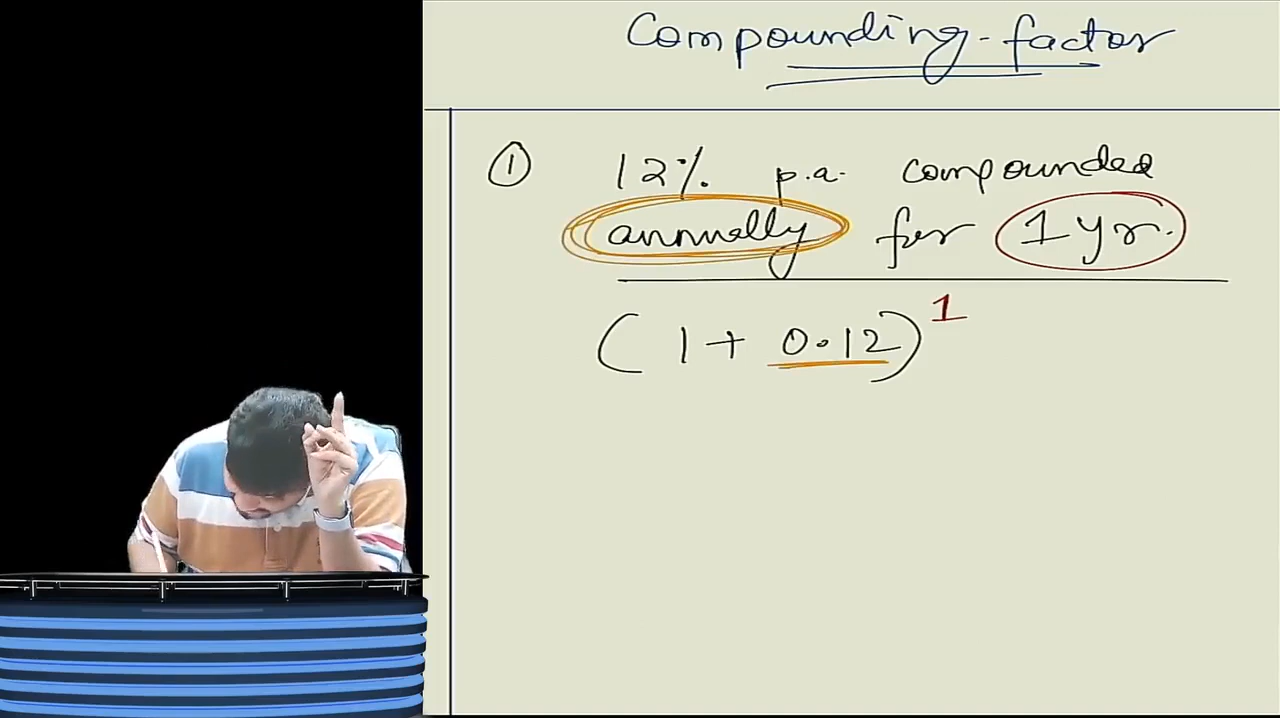 Compounding-factor
① 12% p.a. compounded
annually for 1 yr.
(1 + 0.12)¹